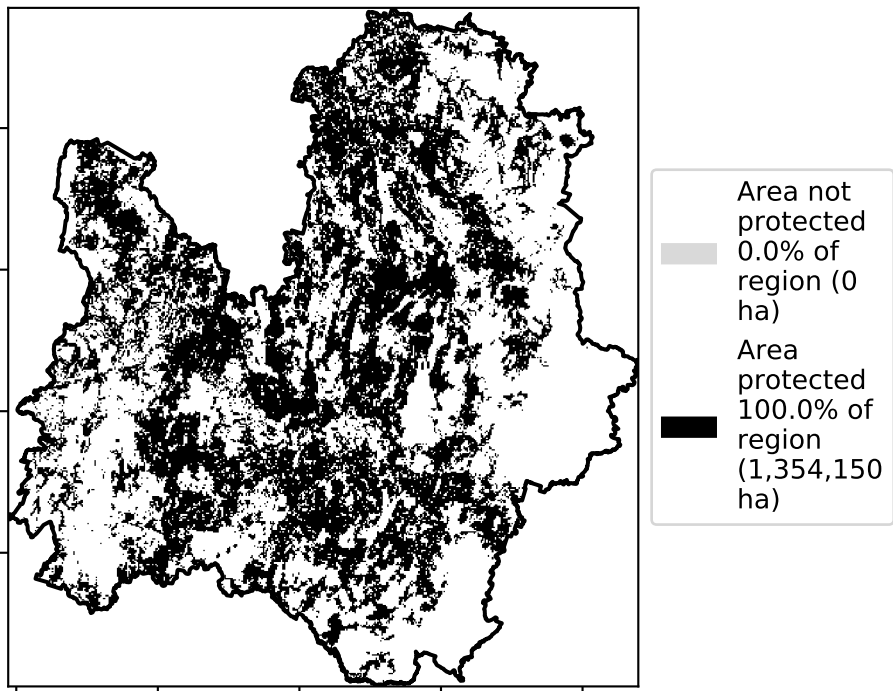 Area not
protected
0.0% of
region (0
ha)
Area
protected
100.0% of
region
(1,354,150
ha)